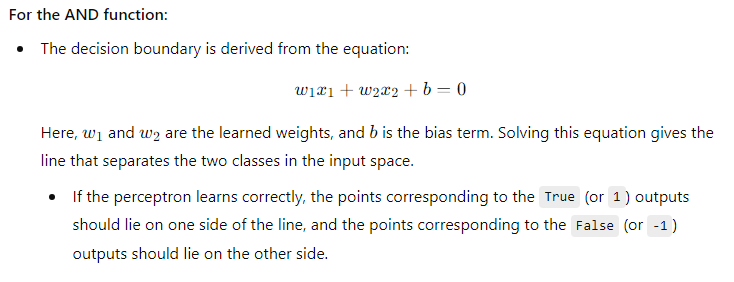 For the AND function:
• The decision boundary is derived from the equation:
w₁x₁ + w₂x₂ + b = 0
Here, w₁ and w₂ are the learned weights, and b is the bias term. Solving this equation gives the
line that separates the two classes in the input space.
• If the perceptron learns correctly, the points corresponding to the True (or 1) outputs
should lie on one side of the line, and the points corresponding to the False (or -1)
outputs should lie on the other side.